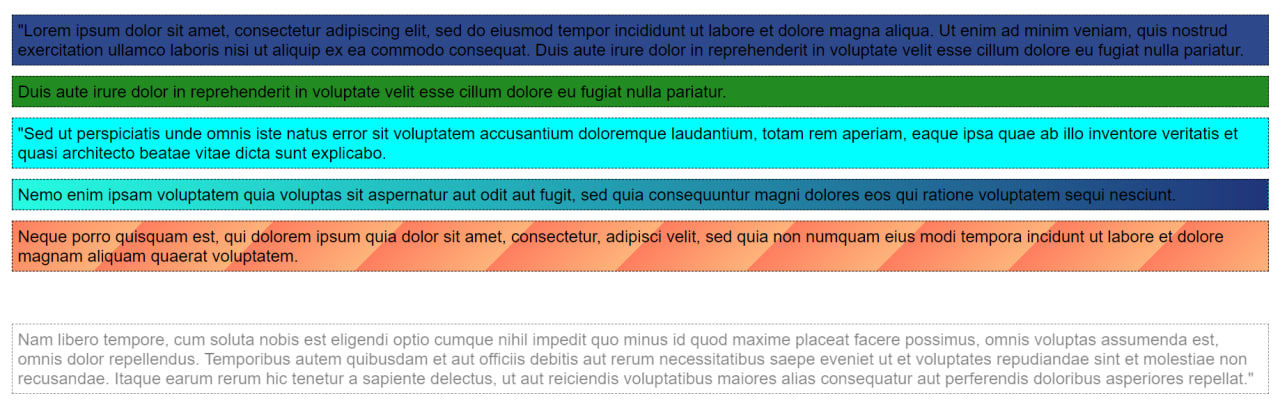 "Lorem ipsum dolor sit amet, consectetur adipiscing elit, sed do eiusmod tempor incididunt ut labore et dolore magna aliqua. Ut enim ad minim veniam, quis nostrud
exercitation ullamco laboris nisi ut aliquip ex ea commodo consequat. Duis aute irure dolor in reprehenderit in voluptate velit esse cillum dolore eu fugiat nulla pariatur.
Duis aute irure dolor in reprehenderit in voluptate velit esse cillum dolore eu fugiat nulla pariatur.
"Sed ut perspiciatis unde omnis iste natus error sit voluptatem accusantium doloremque laudantium, totam rem aperiam, eaque ipsa quae ab illo inventore veritatis et
quasi architecto beatae vitae dicta sunt explicabo.
Nemo enim ipsam voluptatem quia voluptas sit aspernatur aut odit aut fugit, sed quia consequuntur magni dolores eos qui ratione voluptatem sequi nesciunt.
Neque porro quisquam est, qui dolorem ipsum quia dolor sit amet, consectetur, adipisci velit, sed quia non numquam eius modi tempora incidunt ut labore et dolore
magnam aliquam quaerat voluptatem.
Nam libero tempore, cum soluta nobis est eligendi optio cumque nihil impedit quo minus id quod maxime placeat facere possimus, omnis voluptas assumenda est,
omnis dolor repellendus. Temporibus autem quibusdam et aut officiis debitis aut rerum necessitatibus saepe eveniet ut et voluptates repudiandae sint et molestiae non
recusandae. Itaque earum rerum hic tenetur a sapiente delectus, ut aut reiciendis voluptatibus maiores alias consequatur aut perferendis doloribus asperiores repellat."